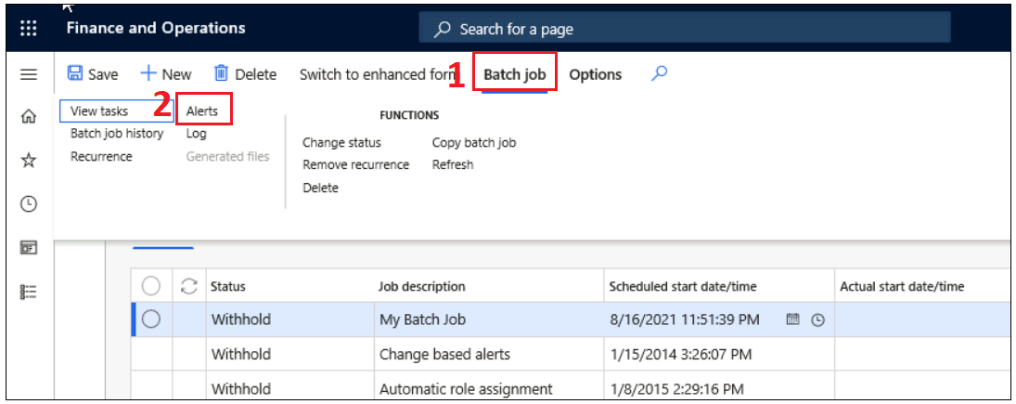 Finance and Operations
Search for a page
Save New Delete Switch to enhanced form 1 Batch job Options
View tasks 2 Alerts FUNCTIONS
Batch job history Log Change status Copy batch job
Recurrence Generated files Remove recurrence Refresh
Delete
Status Job description Scheduled start date/time Actual start date/time
Withhold My Batch Job 8/16/2021 11:51:39 PM
Withhold Change based alerts 1/15/2014 3:26:07 PM
Withhold Automatic role assignment 1/8/2015 2:29:16 PM